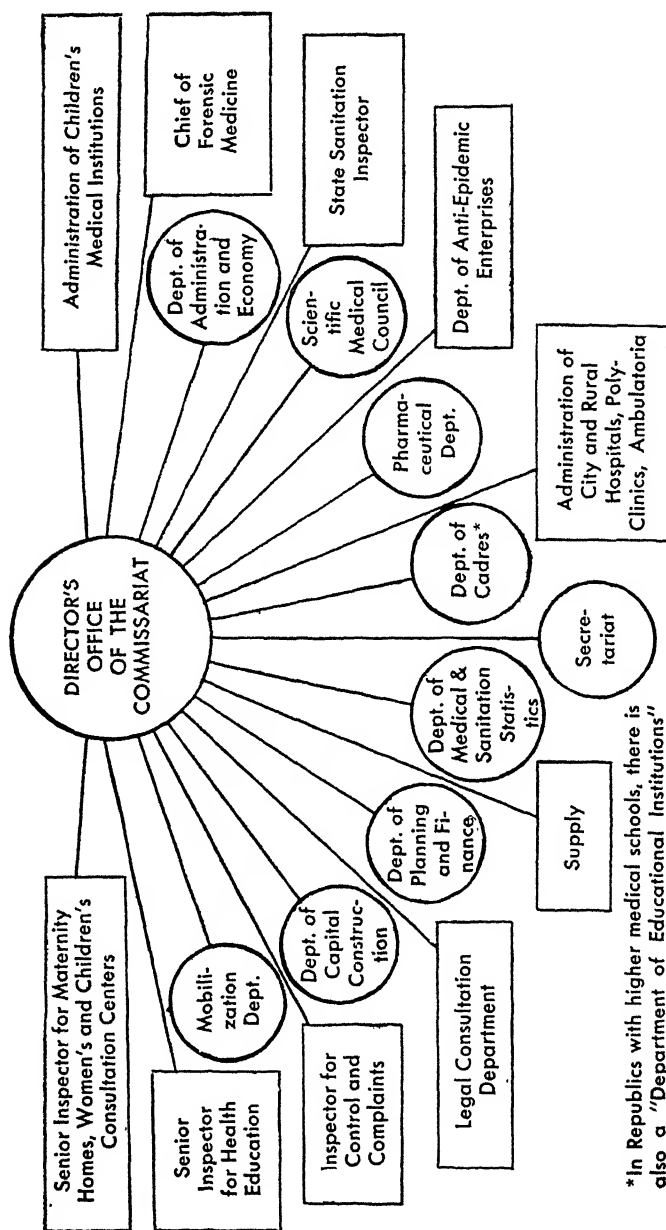 DIRECTOR'S
OFFICE
OF THE
COMMISSARIAT
Senior Inspector for Maternity
Homes, Women's and Children's
Consultation Centers
Senior
Inspector
for Health
Education
Mobili-
zation
Dept.
Inspector for
Control and
Complaints
Dept. of
Capital
Construc-
tion
Legal Consultation
Department
Dept. of
Planning
and Fi-
nance
Supply
Dept. of
Medical &
Sanitation
Statis-
tics
Secre-
tariat
Dept. of
Cadres*
Administration of
City and Rural
Hospitals, Poly-
Clinics, Ambulatoria
Pharma-
ceutical
Dept.
Dept. of Anti-Epidemic
Enterprises
Scien-
tific
Medical
Council
State Sanitation
Inspector
Dept. of
Administra-
tion and
Economy
Chief of
Forensic
Medicine
Administration of Children's
Medical Institutions
*In Republics with higher medical schools, there is
also a "Department of Educational Institutions"